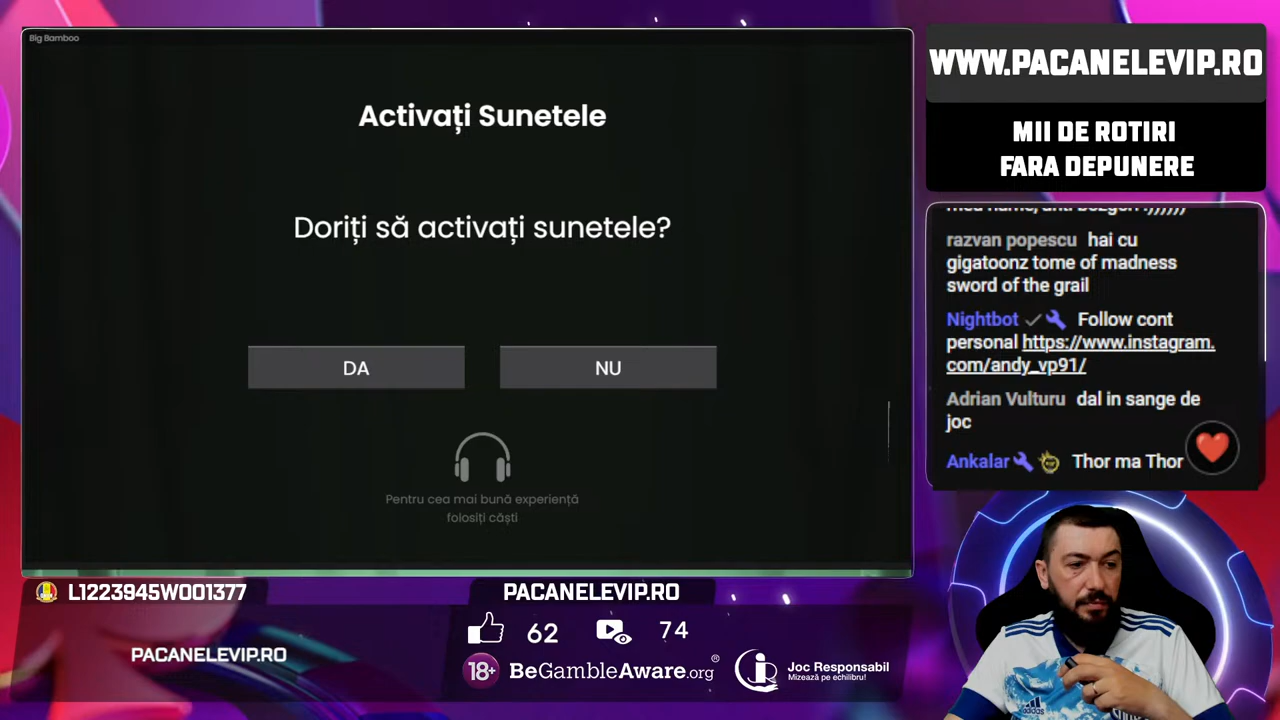 Big Bamboo
Activați Sunetele
Doriți să activați sunetele?
DA
NU
Pentru cea mai bună experiență
folosiți căști
WWW.PACANELEVIP.RO
MII DE ROTIRI
FARA DEPUNERE
razvan popescu hai cu
gigatoonz tome of madness
sword of the grail
Nightbot Follow cont
personal https://www.instagram.
com/andy_vp91/
Adrian Vulturu dal in sange de
joc
Ankalar Thor ma Thor
L1223945W001377
PACANELEVIP.RO
PACANELEVIP.RO
62
74
18+ BeGambleAware.org®
Joc Responsabil
Mizează pe echilibru!
adidas